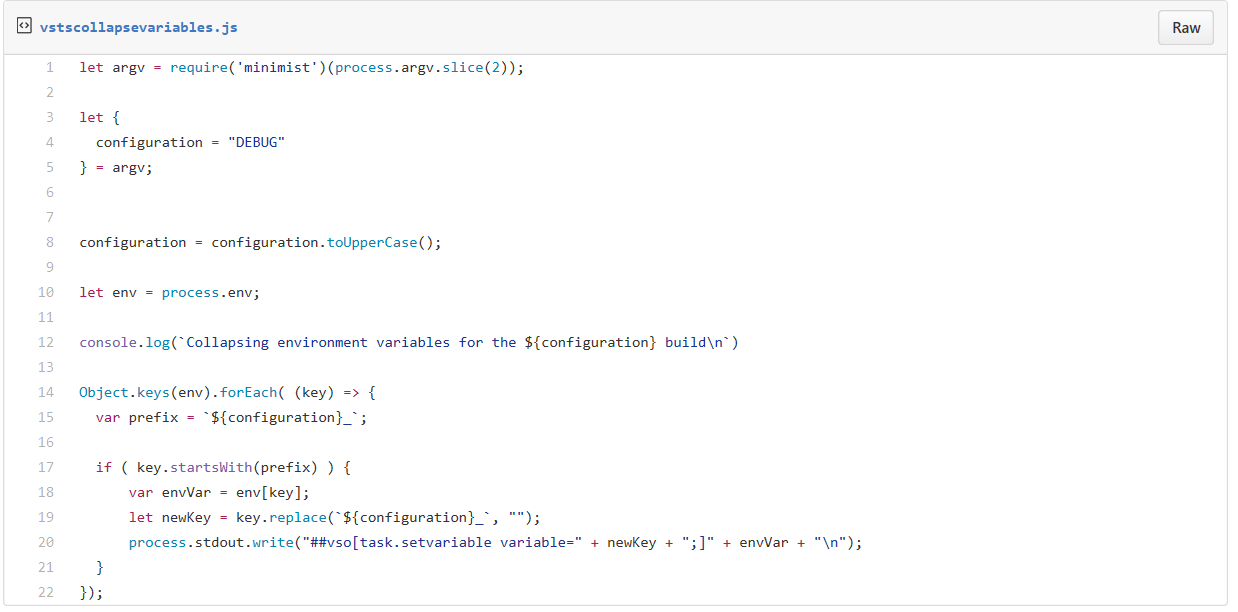 vstscollapsevariables.js
Raw
1 let argv = require('minimist')(process.argv.slice(2));
2
3 let {
4   configuration = "DEBUG"
5 } = argv;
6
7
8 configuration = configuration.toUpperCase();
9
10 let env = process.env;
11
12 console.log(`Collapsing environment variables for the ${configuration} build\n`)
13
14 Object.keys(env).forEach( (key) => {
15   var prefix = `${configuration}_`;
16
17   if ( key.startsWith(prefix) ) {
18       var envVar = env[key];
19       let newKey = key.replace(`${configuration}_`, "");
20       process.stdout.write("##vso[task.setvariable variable=" + newKey + ";]" + envVar + "\n");
21   }
22 });